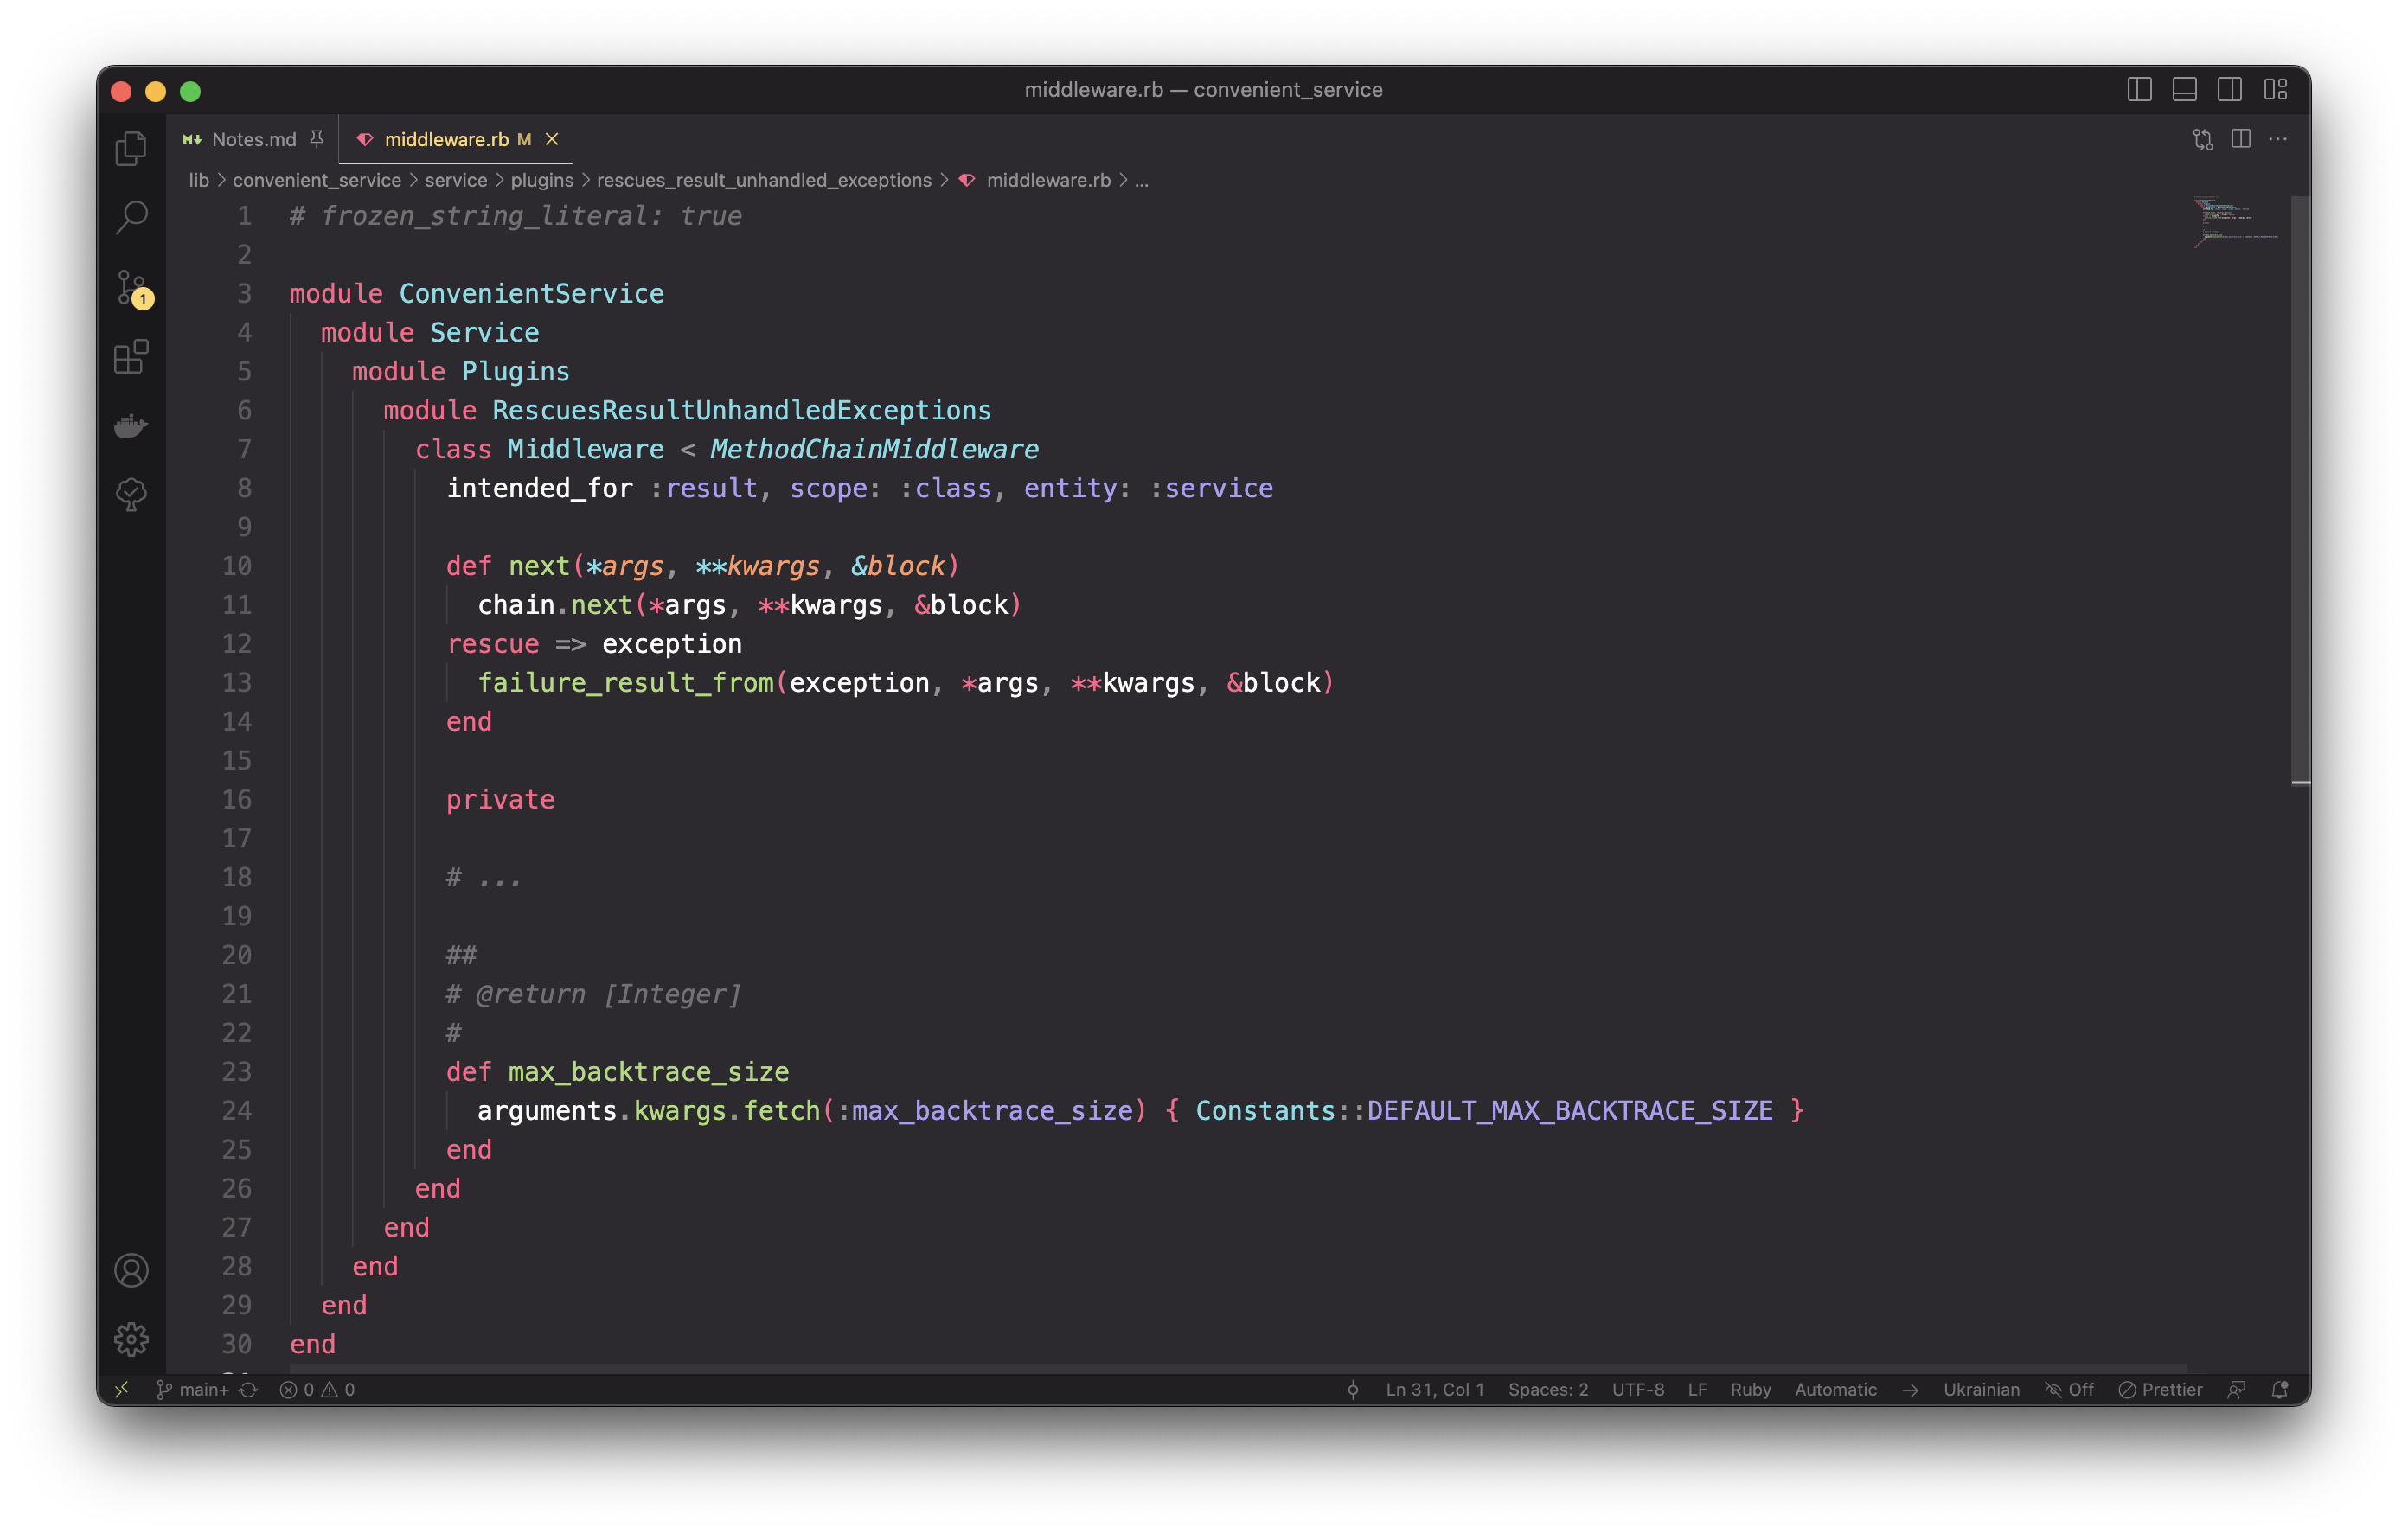 middleware.rb — convenient_service
Notes.md
middleware.rb M
lib > convenient_service > service > plugins > rescues_result_unhandled_exceptions > middleware.rb > ...
1 # frozen_string_literal: true
2
3 module ConvenientService
4 module Service
5 module Plugins
6 module RescuesResultUnhandledExceptions
7 class Middleware < MethodChainMiddleware
8 intended_for :result, scope: :class, entity: :service
9
10 def next(*args, **kwargs, &block)
11 chain.next(*args, **kwargs, &block)
12 rescue => exception
13 failure_result_from(exception, *args, **kwargs, &block)
14 end
15
16 private
17
18 # ...
19
20 ##
21 # @return [Integer]
22 #
23 def max_backtrace_size
24 arguments.kwargs.fetch(:max_backtrace_size) { Constants::DEFAULT_MAX_BACKTRACE_SIZE }
25 end
26 end
27 end
28 end
29 end
30 end
1
main+ 0 0 Ln 31, Col 1 Spaces: 2 UTF-8 LF Ruby Automatic → Ukrainian Off Prettier